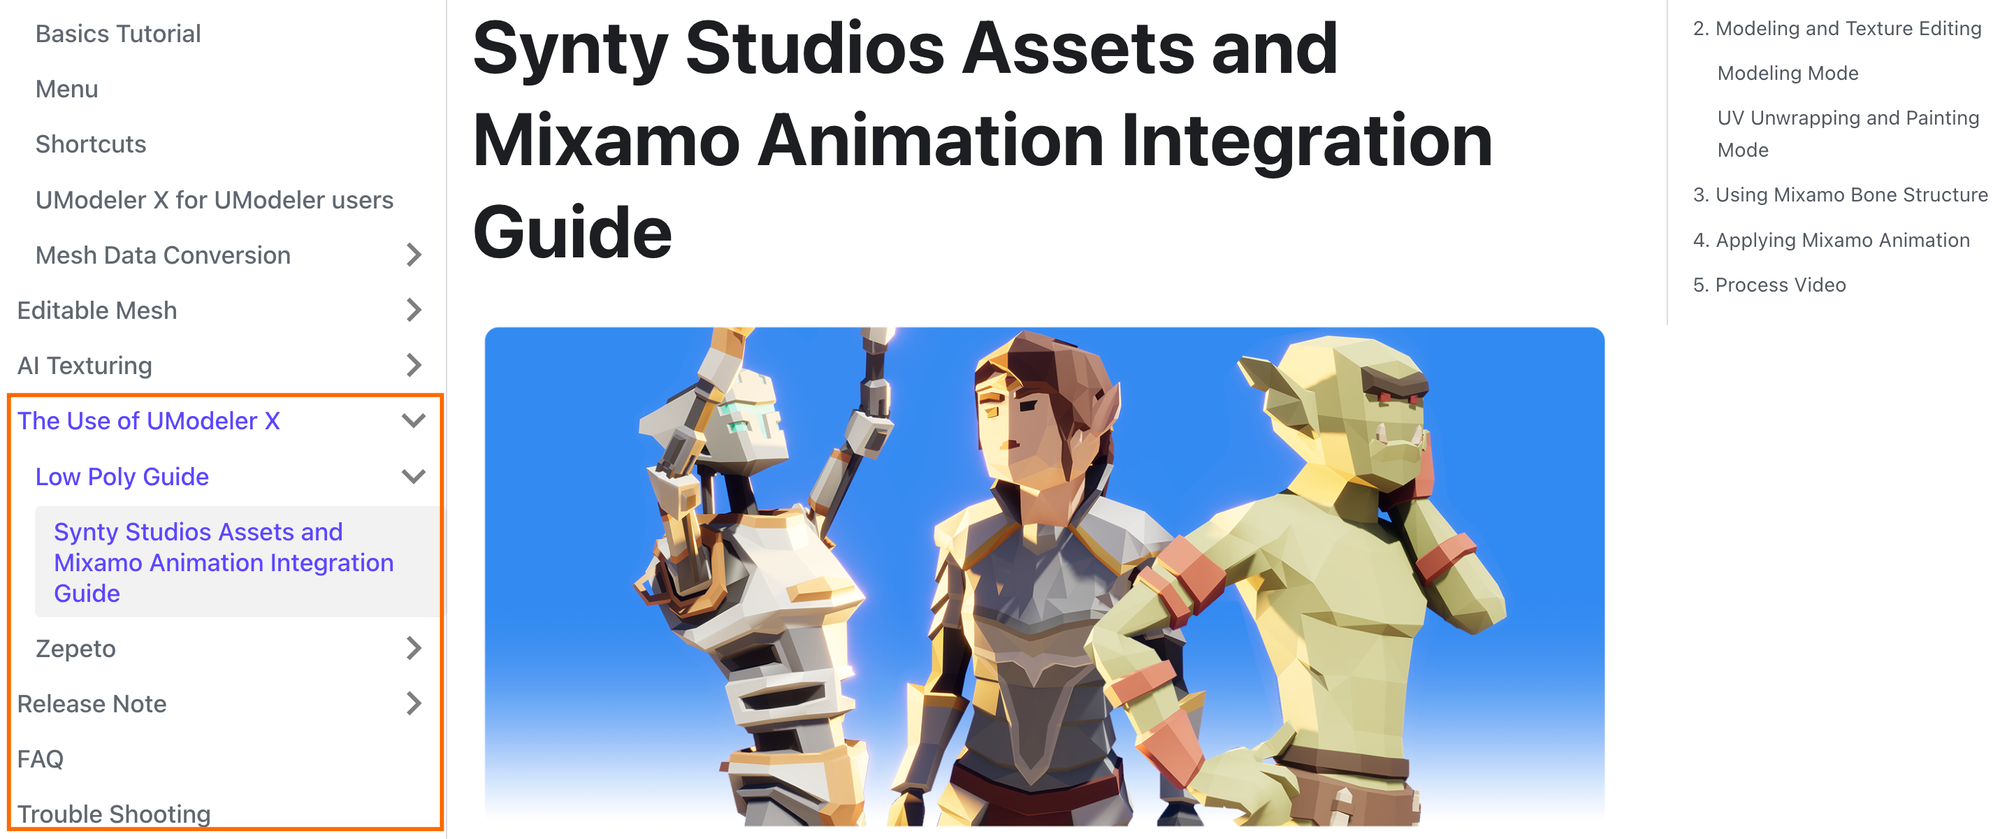 Basics Tutorial
Menu
Shortcuts
UModeler X for UModeler users
Mesh Data Conversion
Editable Mesh
AI Texturing
The Use of UModeler X
Low Poly Guide
Synty Studios Assets and
Mixamo Animation Integration
Guide
Zepeto
Release Note
FAQ
Trouble Shooting
Synty Studios Assets and
Mixamo Animation Integration
Guide
2. Modeling and Texture Editing
Modeling Mode
UV Unwrapping and Painting
Mode
3. Using Mixamo Bone Structure
4. Applying Mixamo Animation
5. Process Video